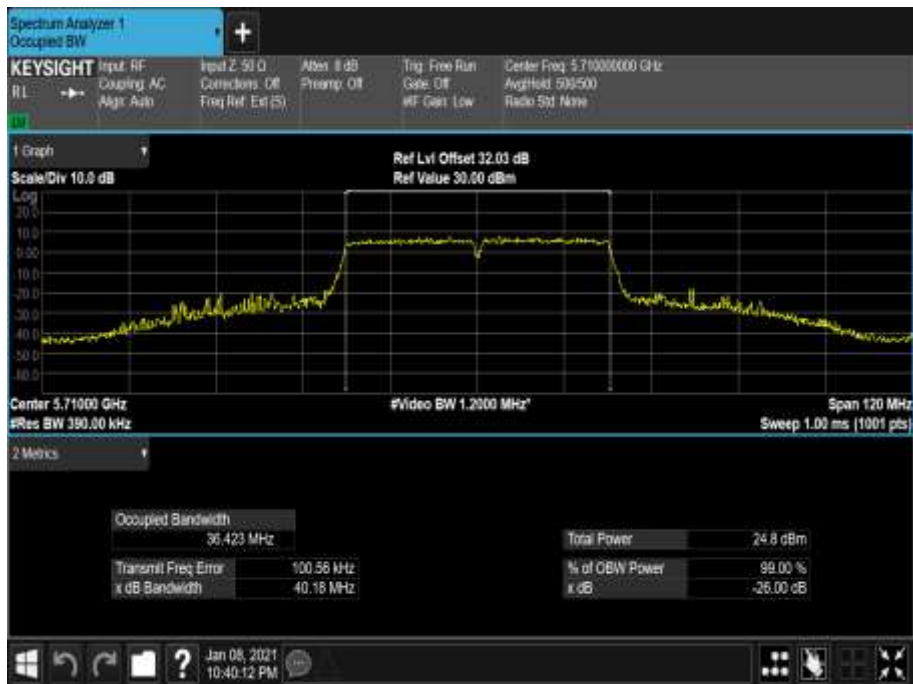 Spectrum Analyzer 1
Occupied BW
KEYSIGHT
RL
Input: RF
Coupling: AC
Align: Auto
Input Z: 50 Ω
Corrections: Off
Freq Ref: Ext (S)
Atten: 8 dB
Preamp: Off
Trig: Free Run
Gate: Off
#IF Gain: Low
Center Freq: 5.710000000 GHz
Avg|Hold: 500/500
Radio Std: None
1 Graph
Scale/Div 10.0 dB
Ref Lvl Offset 32.03 dB
Ref Value 30.00 dBm
Log
20.0
10.0
0.00
-10.0
-20.0
-30.0
-40.0
-50.0
-60.0
Center 5.71000 GHz
#Video BW 1.2000 MHz*
Span 120 MHz
#Res BW 390.00 kHz
Sweep 1.00 ms (1001 pts)
2 Metrics
Occupied Bandwidth
36.423 MHz
Total Power 24.8 dBm
Transmit Freq Error 100.56 kHz
% of OBW Power 99.00 %
x dB Bandwidth 40.18 MHz
x dB -26.00 dB
?
Jan 08, 2021
10:40:12 PM